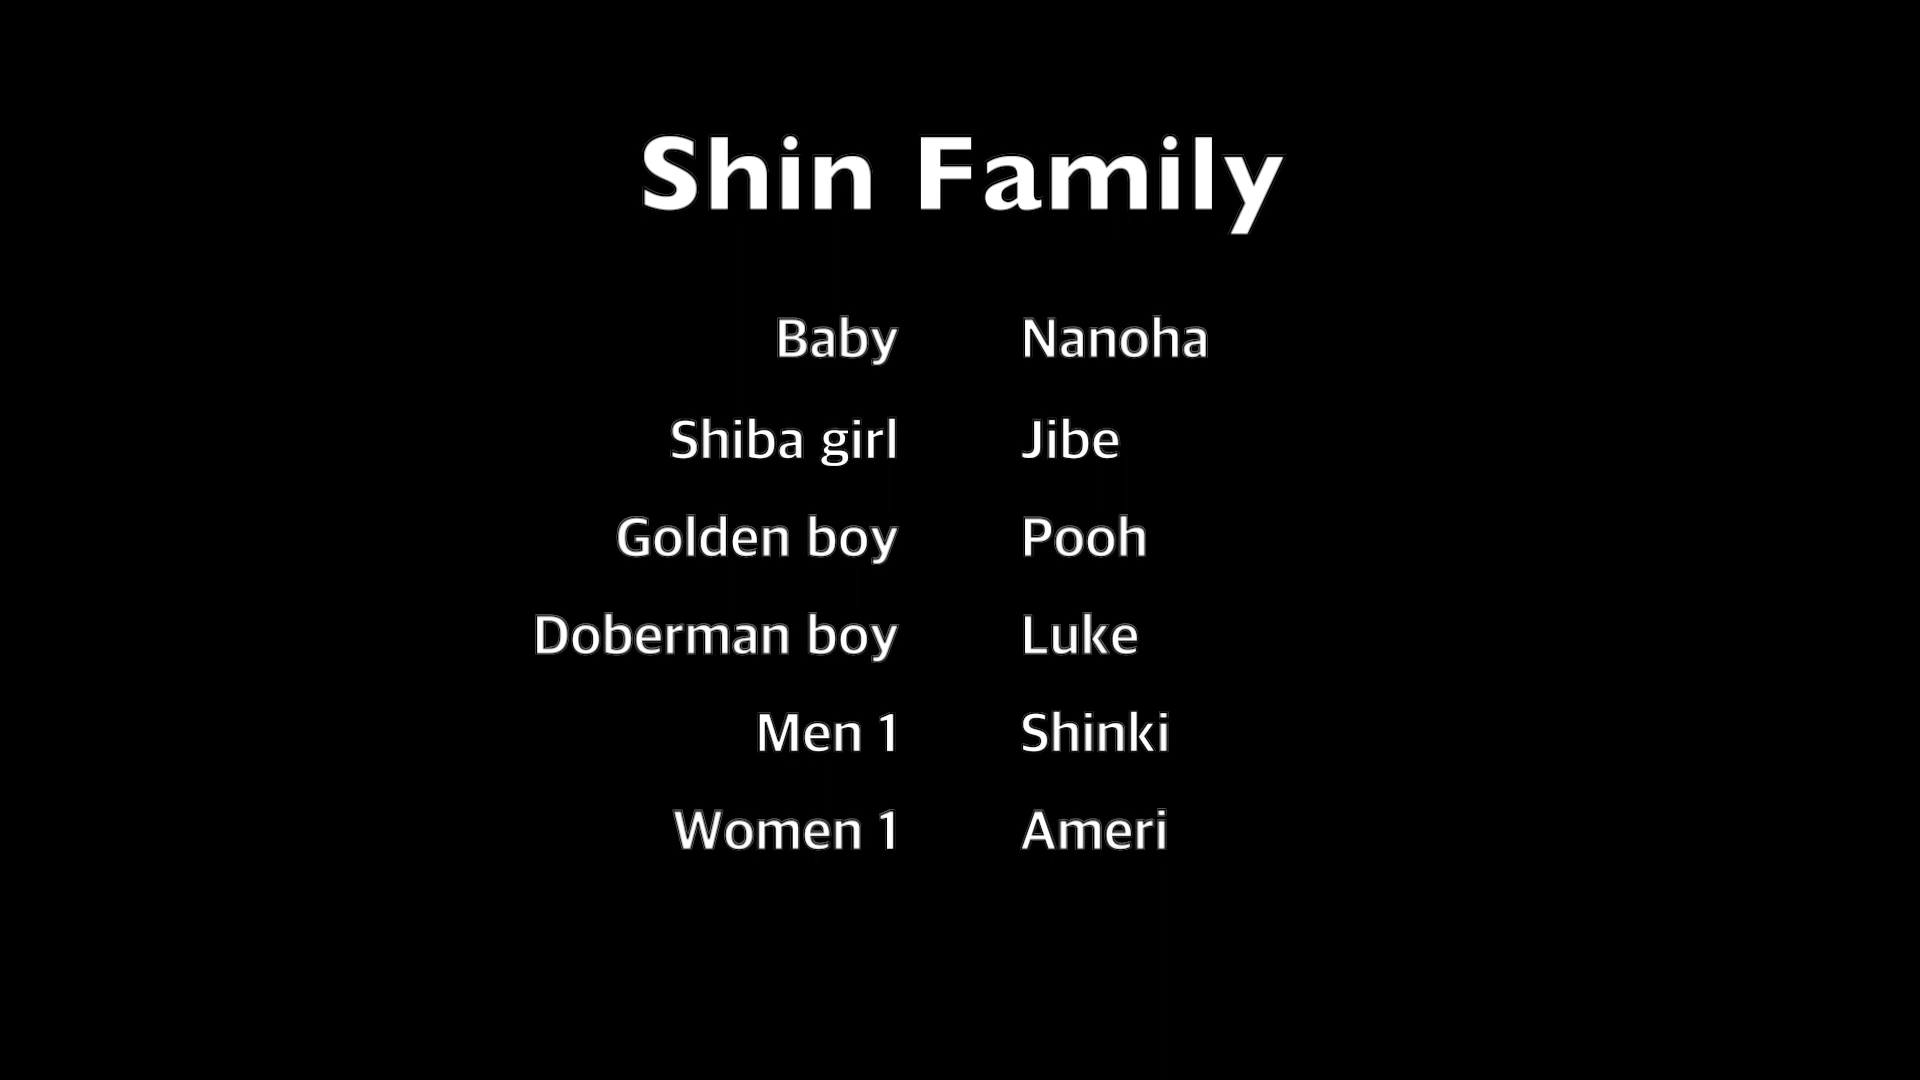 Shin Family
Baby Nanoha
Shiba girl Jibe
Golden boy Pooh
Doberman boy Luke
Men 1 Shinki
Women 1 Ameri